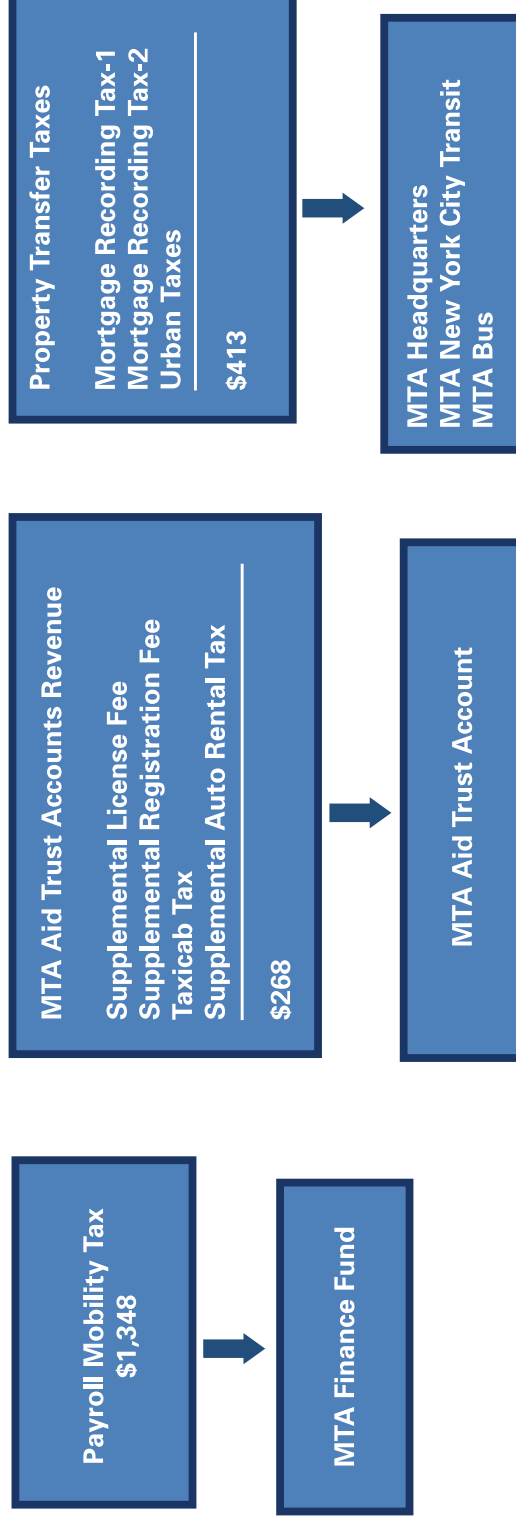 Payroll Mobility Tax
$1,348
MTA Finance Fund
MTA Aid Trust Accounts Revenue
Supplemental License Fee
Supplemental Registration Fee
Taxicab Tax
Supplemental Auto Rental Tax
$268
MTA Aid Trust Account
Property Transfer Taxes
Mortgage Recording Tax-1
Mortgage Recording Tax-2
Urban Taxes
$413
MTA Headquarters
MTA New York City Transit
MTA Bus